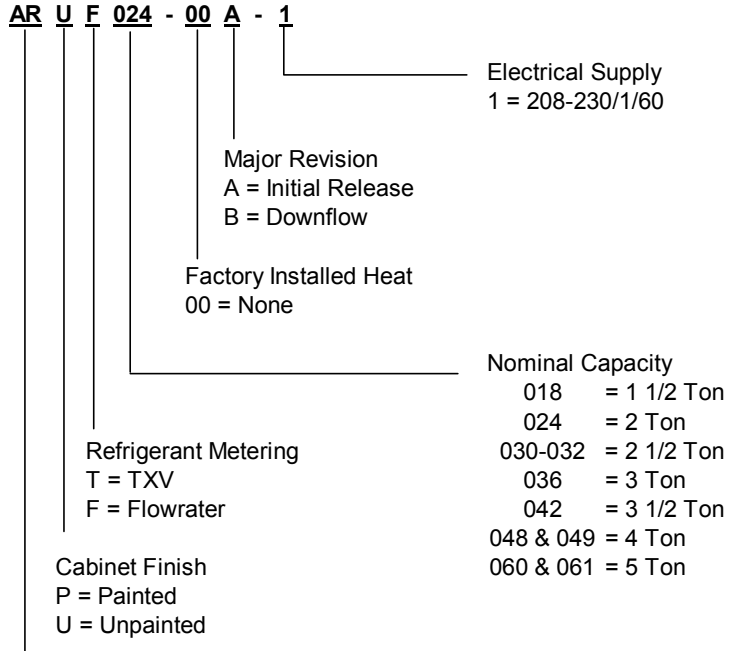 AR U F 024 - 00 A - 1
Electrical Supply
1 = 208-230/1/60
Major Revision
A = Initial Release
B = Downflow
Factory Installed Heat
00 = None
Nominal Capacity
018 = 1 1/2 Ton
024 = 2 Ton
030-032 = 2 1/2 Ton
036 = 3 Ton
042 = 3 1/2 Ton
048 & 049 = 4 Ton
060 & 061 = 5 Ton
Refrigerant Metering
T = TXV
F = Flowrater
Cabinet Finish
P = Painted
U = Unpainted